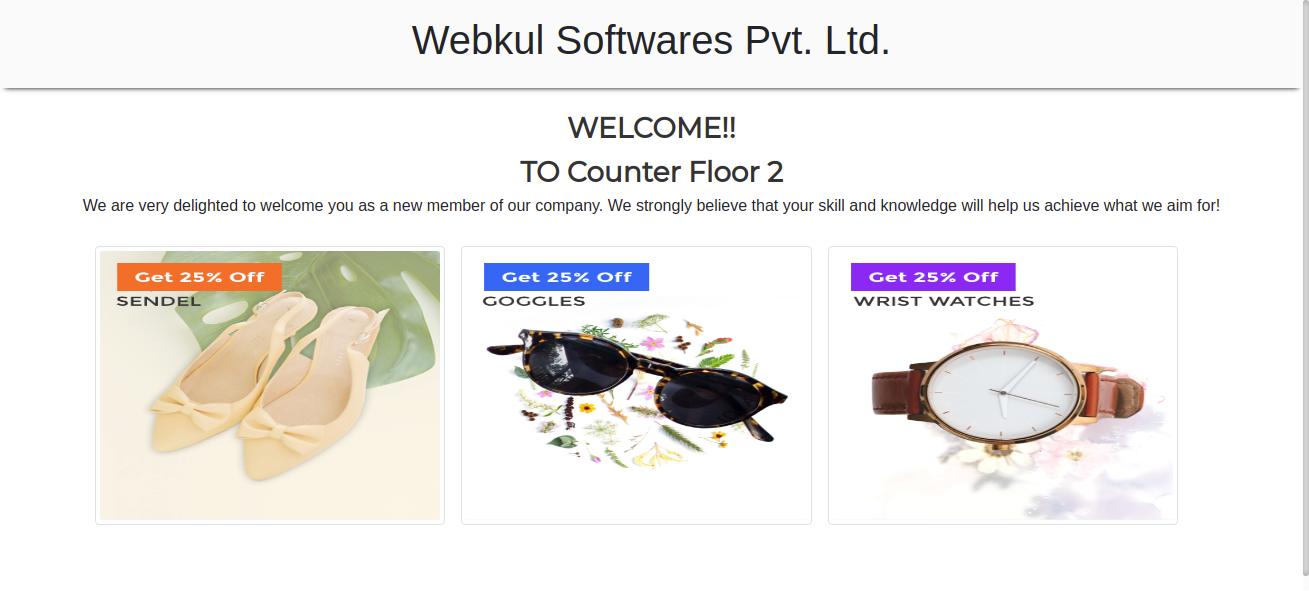 Webkul Softwares Pvt. Ltd.
WELCOME!!
TO Counter Floor 2
We are very delighted to welcome you as a new member of our company. We strongly believe that your skill and knowledge will help us achieve what we aim for!
Get 25% Off
SENDEL
Get 25% Off
GOGGLES
Get 25% Off
WRIST WATCHES